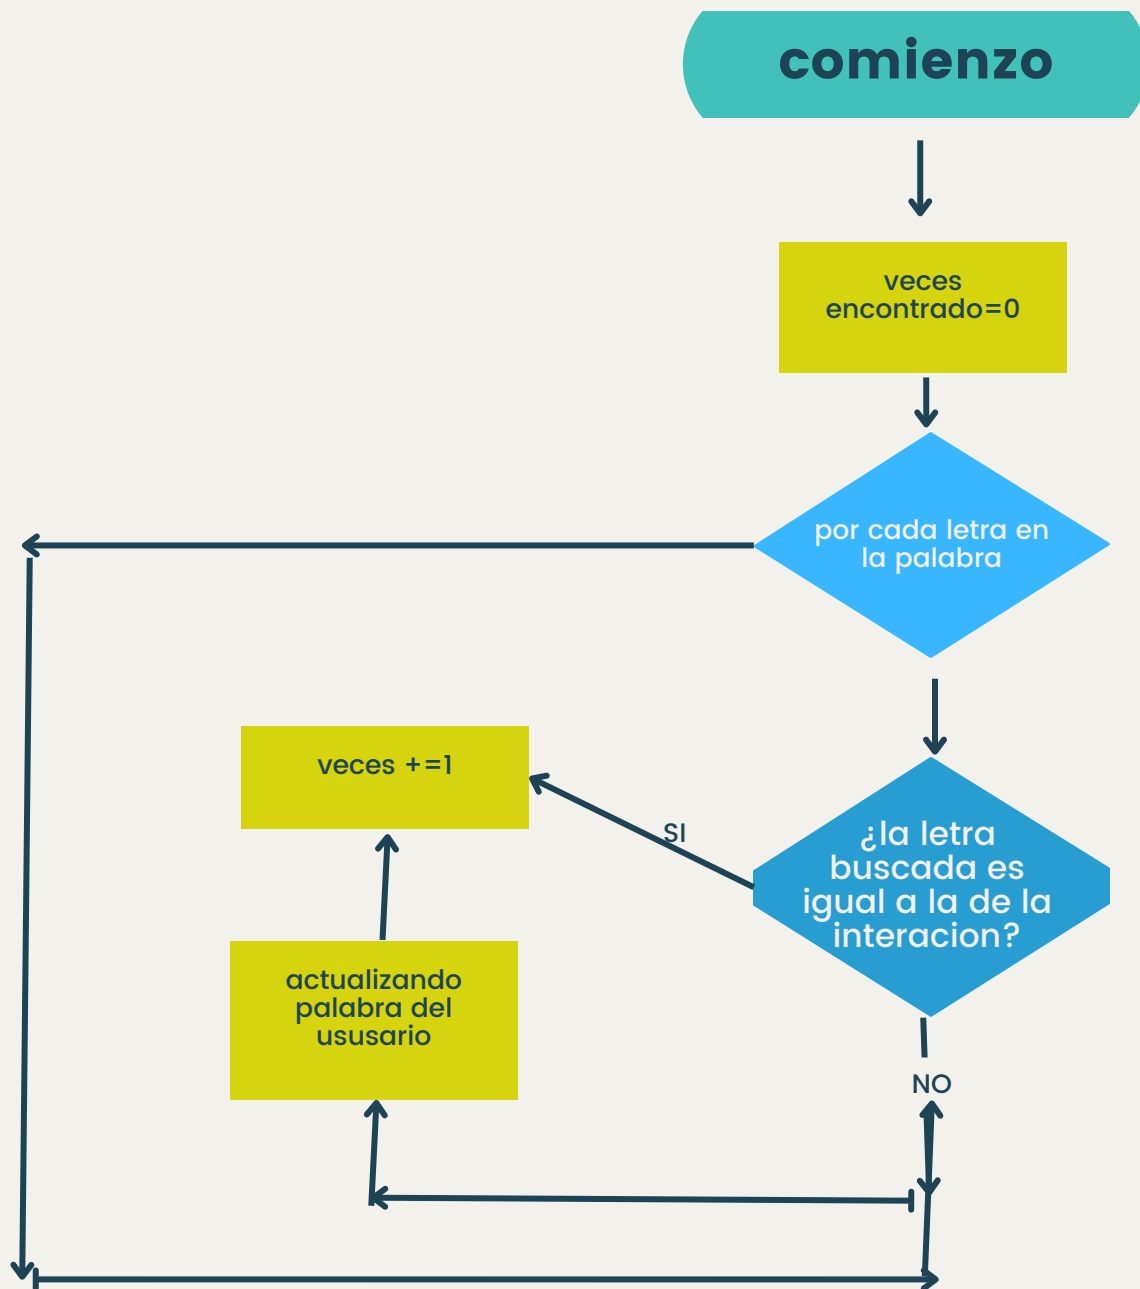 comienzo
veces
encontrado=0
por cada letra en
la palabra
veces +=1
SI
¿la letra
buscada es
igual a la de la
interacion?
actualizando
palabra del
ususario
NO